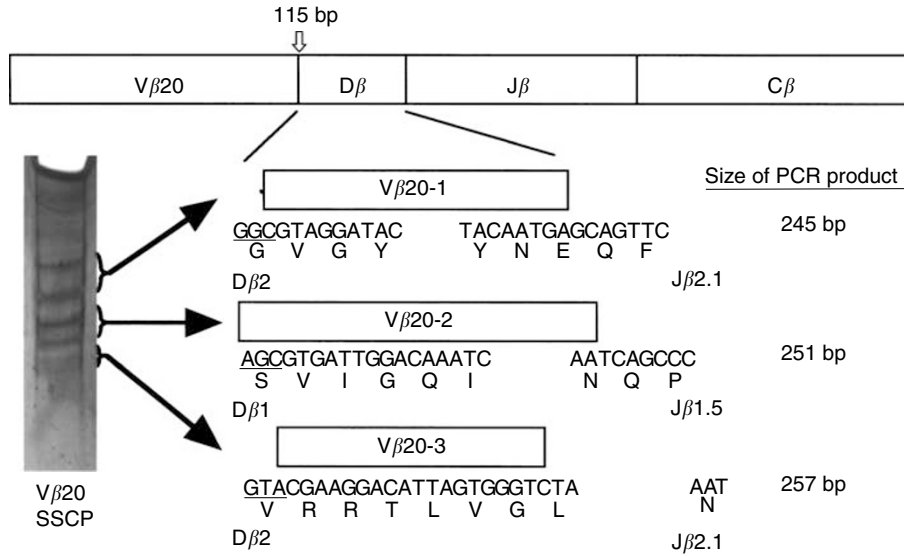 115 bp
Vβ20 Dβ Jβ Cβ
Size of PCR product
Vβ20-1
GGCGTAGGATAC TACAATGAGCAGTTC 245 bp
G V G Y Y N E Q F
Dβ2 Jβ2.1
Vβ20-2
AGCGTGATTGGACAAATC AATCAGCCC 251 bp
S V I G Q I N Q P
Dβ1 Jβ1.5
Vβ20-3
GTACGAAGGACATTAGTGGGTCTA AAT 257 bp
V R R T L V G L N
Dβ2 Jβ2.1
Vβ20
SSCP